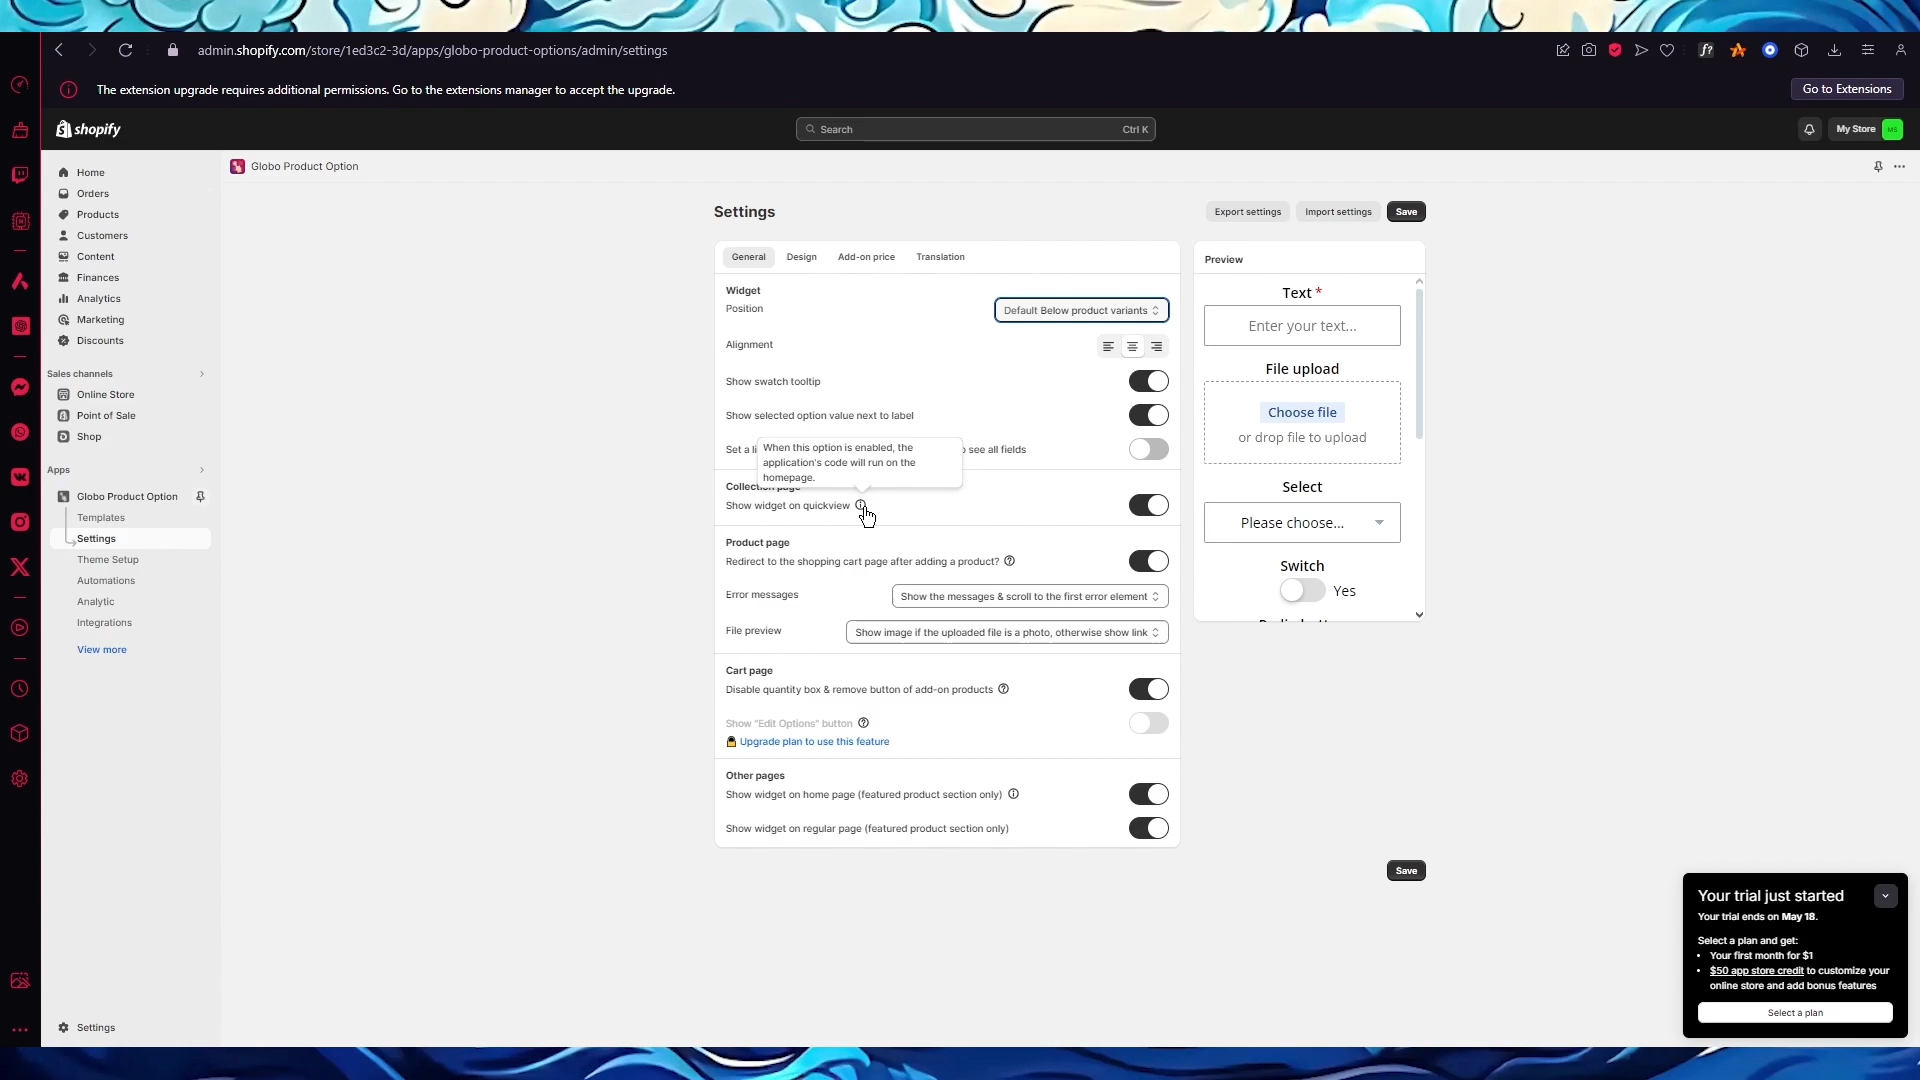 admin.shopify.com/store/1ed3c2-3d/apps/globo-product-options/admin/settings
The extension upgrade requires additional permissions. Go to the extensions manager to accept the upgrade.
Go to Extensions
shopify
Search
Ctrl K
My Store
MS
Home
Orders
Products
Customers
Content
Finances
Analytics
Marketing
Discounts
Sales channels
Online Store
Point of Sale
Shop
Apps
Globo Product Option
Templates
Settings
Theme Setup
Automations
Analytic
Integrations
View more
Settings
Globo Product Option
Settings
Export settings
Import settings
Save
General
Design
Add-on price
Translation
Widget
Position
Default Below product variants
Alignment
Show swatch tooltip
Show selected option value next to label
Set a li
see all fields
When this option is enabled, the
application's code will run on the
homepage.
Collection page
Show widget on quickview
Product page
Redirect to the shopping cart page after adding a product?
Error messages
Show the messages & scroll to the first error element
File preview
Show image if the uploaded file is a photo, otherwise show link
Cart page
Disable quantity box & remove button of add-on products
Show "Edit Options" button
Upgrade plan to use this feature
Other pages
Show widget on home page (featured product section only)
Show widget on regular page (featured product section only)
Save
Preview
Text *
Enter your text...
File upload
Choose file
or drop file to upload
Select
Please choose...
Switch
Yes
Your trial just started
Your trial ends on May 18.
Select a plan and get:
• Your first month for $1
• $50 app store credit to customize your
online store and add bonus features
Select a plan